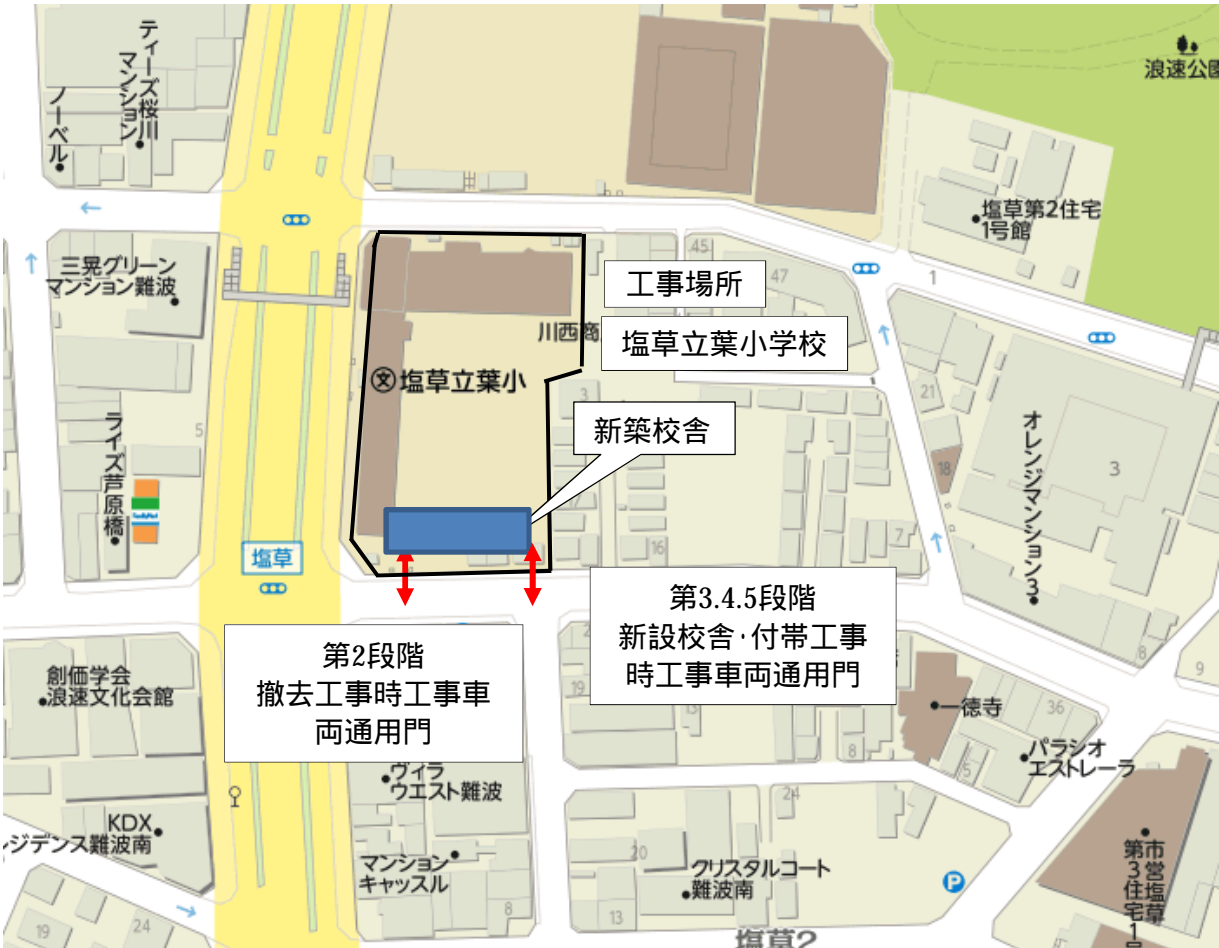 ティーズ桜川
マンション
ノーベル
浪速公園
塩草第2住宅
1号館
三晃グリーン
マンション難波
45
47
1
工事場所
川西商
塩草立葉小学校
文塩草立葉小
3
21
新築校舎
5
ライズ芦原橋
FamilyMart
18
3
オレンジマンション3
17
16
7
塩草
第2段階
撤去工事時工事車
両通用門
第3.4.5段階
新設校舎・付帯工事
時工事車両通用門
8
9
創価学会
浪速文化会館
19
13
8
一徳寺
36
5
パラシオ
エストレーラ
ヴィラ
ウエスト難波
KDX
レジデンス難波南
マンション
キャッスル
8
24
20
13
クリスタルコート
難波南
P
市営塩草
第3住宅1号
19
24
塩草2